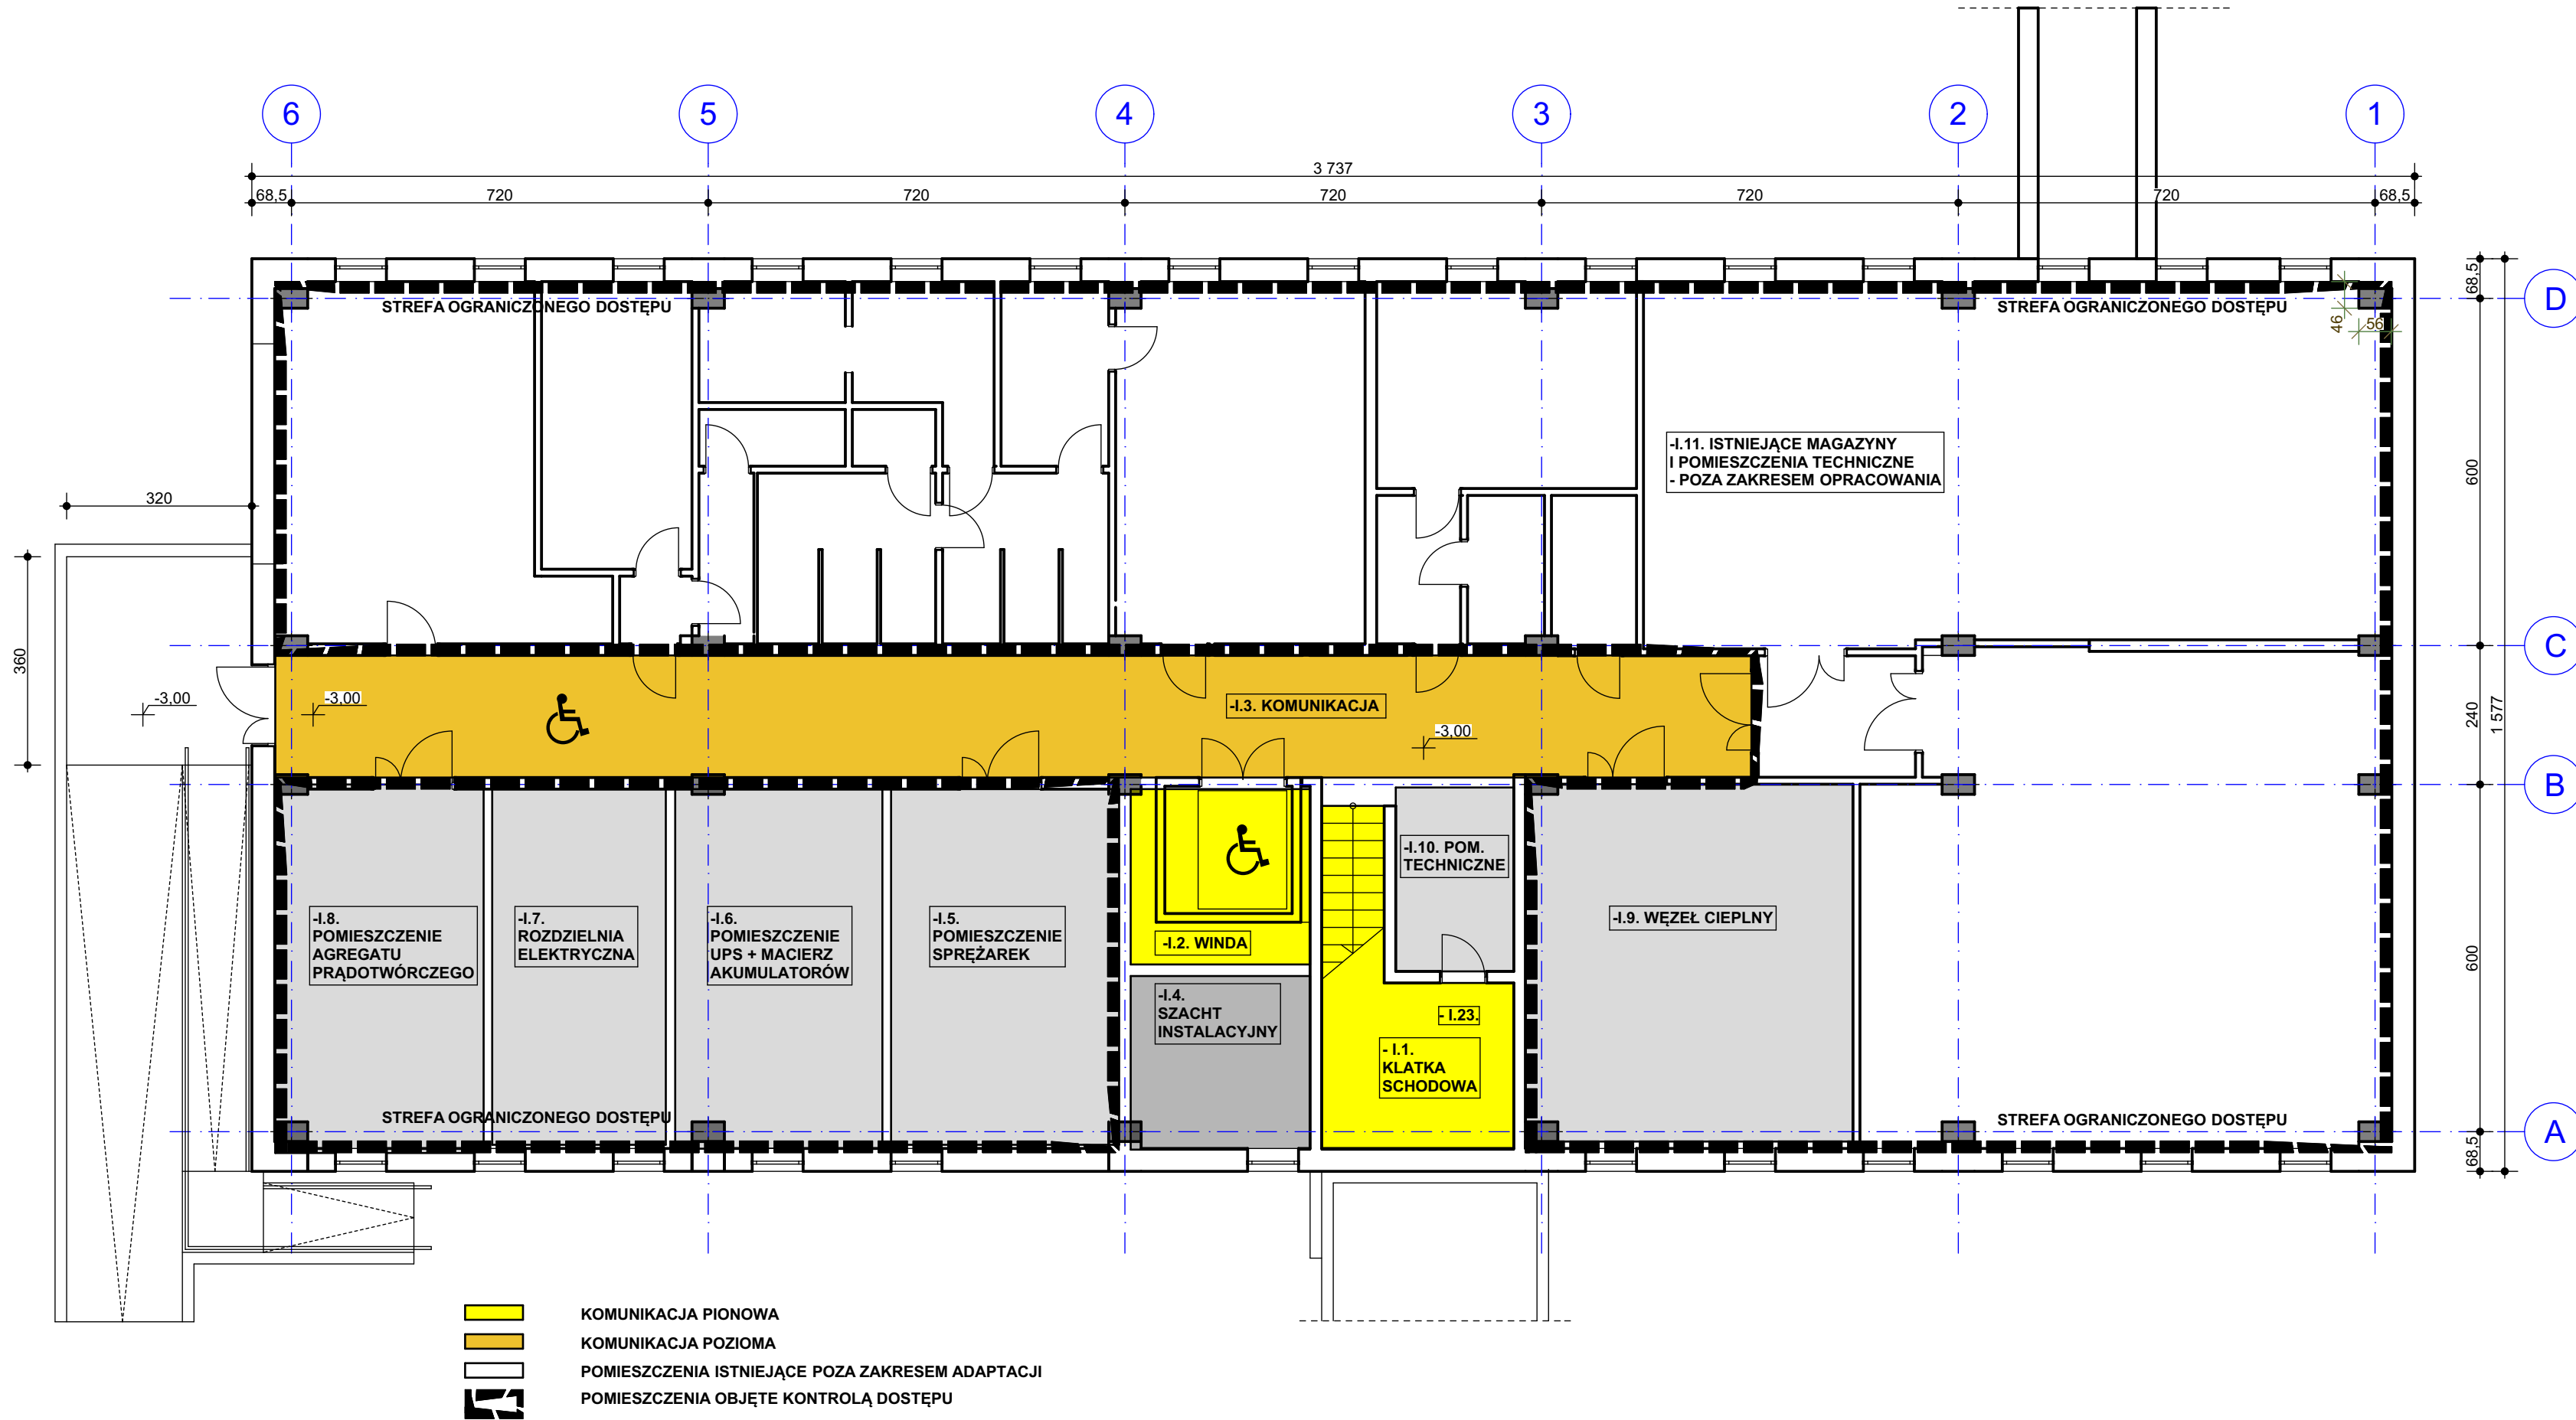 6
5
4
3
2
1
3 737
68,5
720
720
720
720
720
68,5
STREFA OGRANICZONEGO DOSTĘPU
STREFA OGRANICZONEGO DOSTĘPU
46
56
68,5
D
-I.11. ISTNIEJĄCE MAGAZYNY
I POMIESZCZENIA TECHNICZNE
- POZA ZAKRESEM OPRACOWANIA
600
320
360
C
-3,00
-3,00
-I.3. KOMUNIKACJA
-3,00
240
1 577
B
-I.10. POM.
TECHNICZNE
-I.8.
POMIESZCZENIE
AGREGATU
PRĄDOTWÓRCZEGO
-I.7.
ROZDZIELNIA
ELEKTRYCZNA
-I.6.
POMIESZCZENIE
UPS + MACIERZ
AKUMULATORÓW
-I.5.
POMIESZCZENIE
SPRĘŻAREK
-I.2. WINDA
-I.9. WĘZEŁ CIEPLNY
600
-I.4.
SZACHT
INSTALACYJNY
- I.23.
- I.1.
KLATKA
SCHODOWA
STREFA OGRANICZONEGO DOSTĘPU
STREFA OGRANICZONEGO DOSTĘPU
A
68,5
KOMUNIKACJA PIONOWA
KOMUNIKACJA POZIOMA
POMIESZCZENIA ISTNIEJĄCE POZA ZAKRESEM ADAPTACJI
POMIESZCZENIA OBJĘTE KONTROLĄ DOSTĘPU